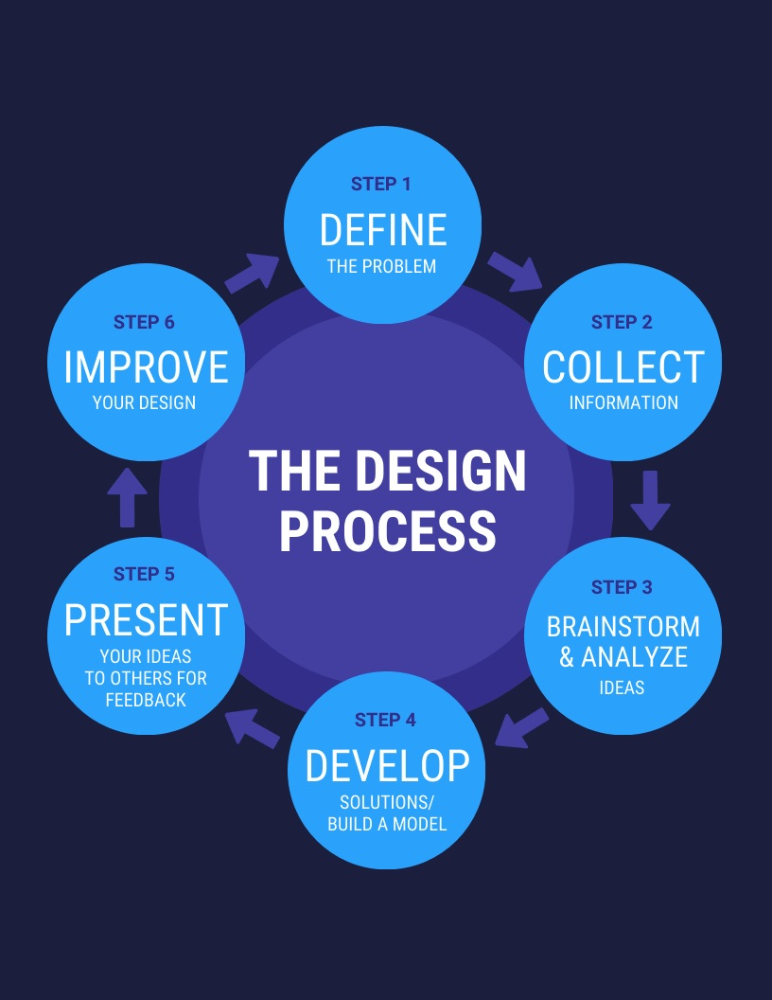 STEP 1
DEFINE
THE PROBLEM
STEP 2
COLLECT
INFORMATION
STEP 3
BRAINSTORM
& ANALYZE
IDEAS
STEP 4
DEVELOP
SOLUTIONS/
BUILD A MODEL
STEP 5
PRESENT
YOUR IDEAS
TO OTHERS FOR
FEEDBACK
STEP 6
IMPROVE
YOUR DESIGN
THE DESIGN
PROCESS